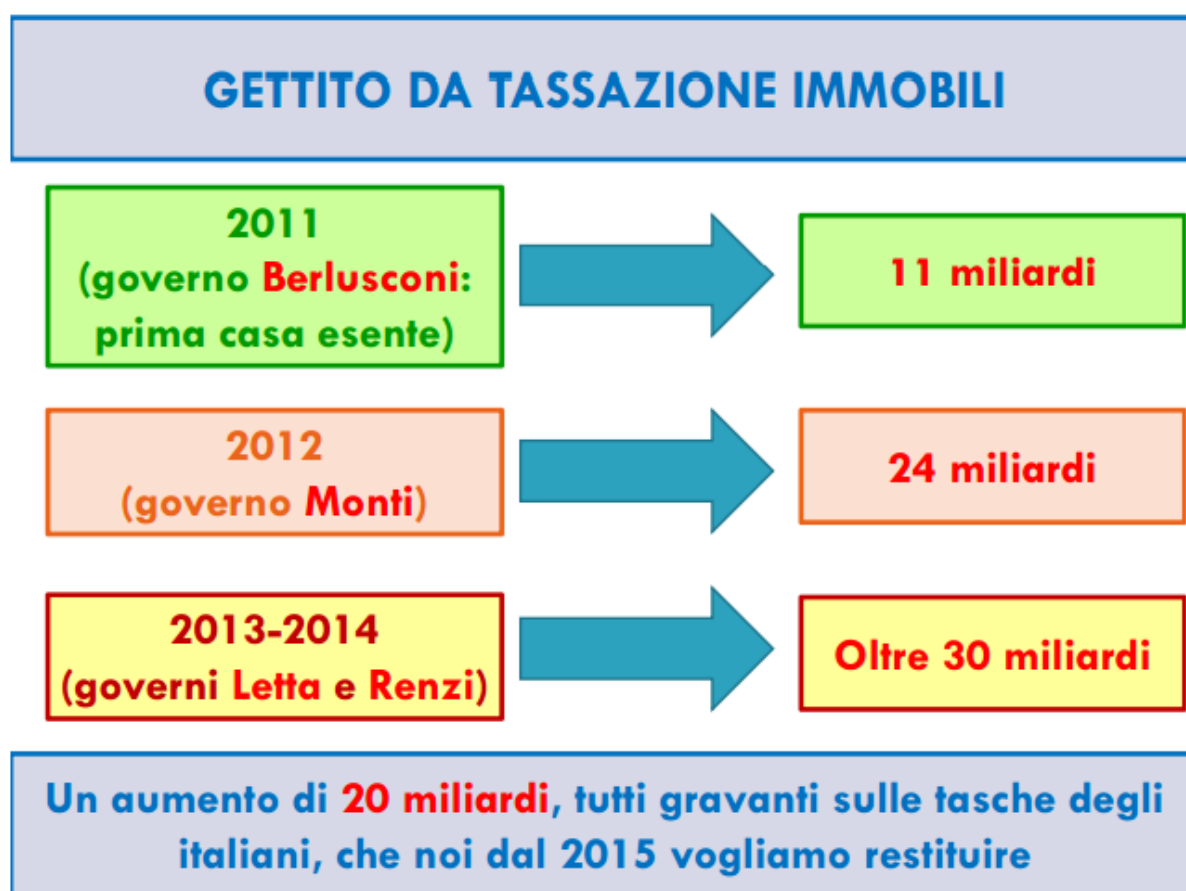 GETTITO DA TASSAZIONE IMMOBILI
2011
(governo Berlusconi:
prima casa esente)
11 miliardi
2012
(governo Monti)
24 miliardi
2013-2014
(governi Letta e Renzi)
Oltre 30 miliardi
Un aumento di 20 miliardi, tutti gravanti sulle tasche degli
italiani, che noi dal 2015 vogliamo restituire